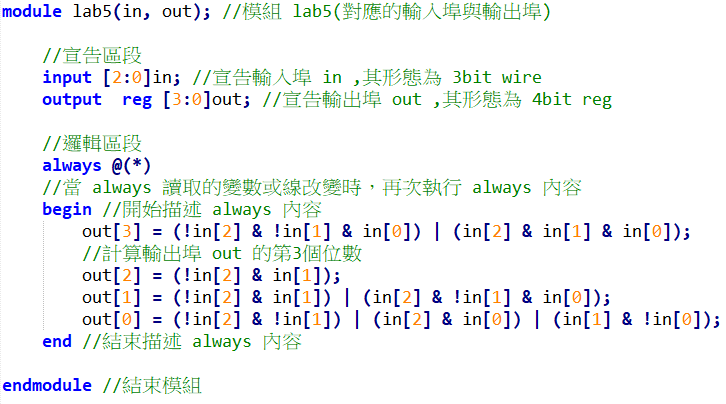 module lab5(in, out); //模組 lab5(對應的輸入埠與輸出埠)
//宣告區段
input [2:0]in; //宣告輸入埠 in ,其形態為 3bit wire
output  reg [3:0]out; //宣告輸出埠 out ,其形態為 4bit reg
//邏輯區段
always @(*)
//當 always 讀取的變數或線改變時，再次執行 always 內容
begin //開始描述 always 內容
out[3] = (!in[2] & !in[1] & in[0]) | (in[2] & in[1] & in[0]);
//計算輸出埠 out 的第3個位數
out[2] = (!in[2] & in[1]);
out[1] = (!in[2] & in[1]) | (in[2] & !in[1] & in[0]);
out[0] = (!in[2] & !in[1]) | (in[2] & in[0]) | (in[1] & !in[0]);
end //結束描述 always 內容
endmodule //結束模組